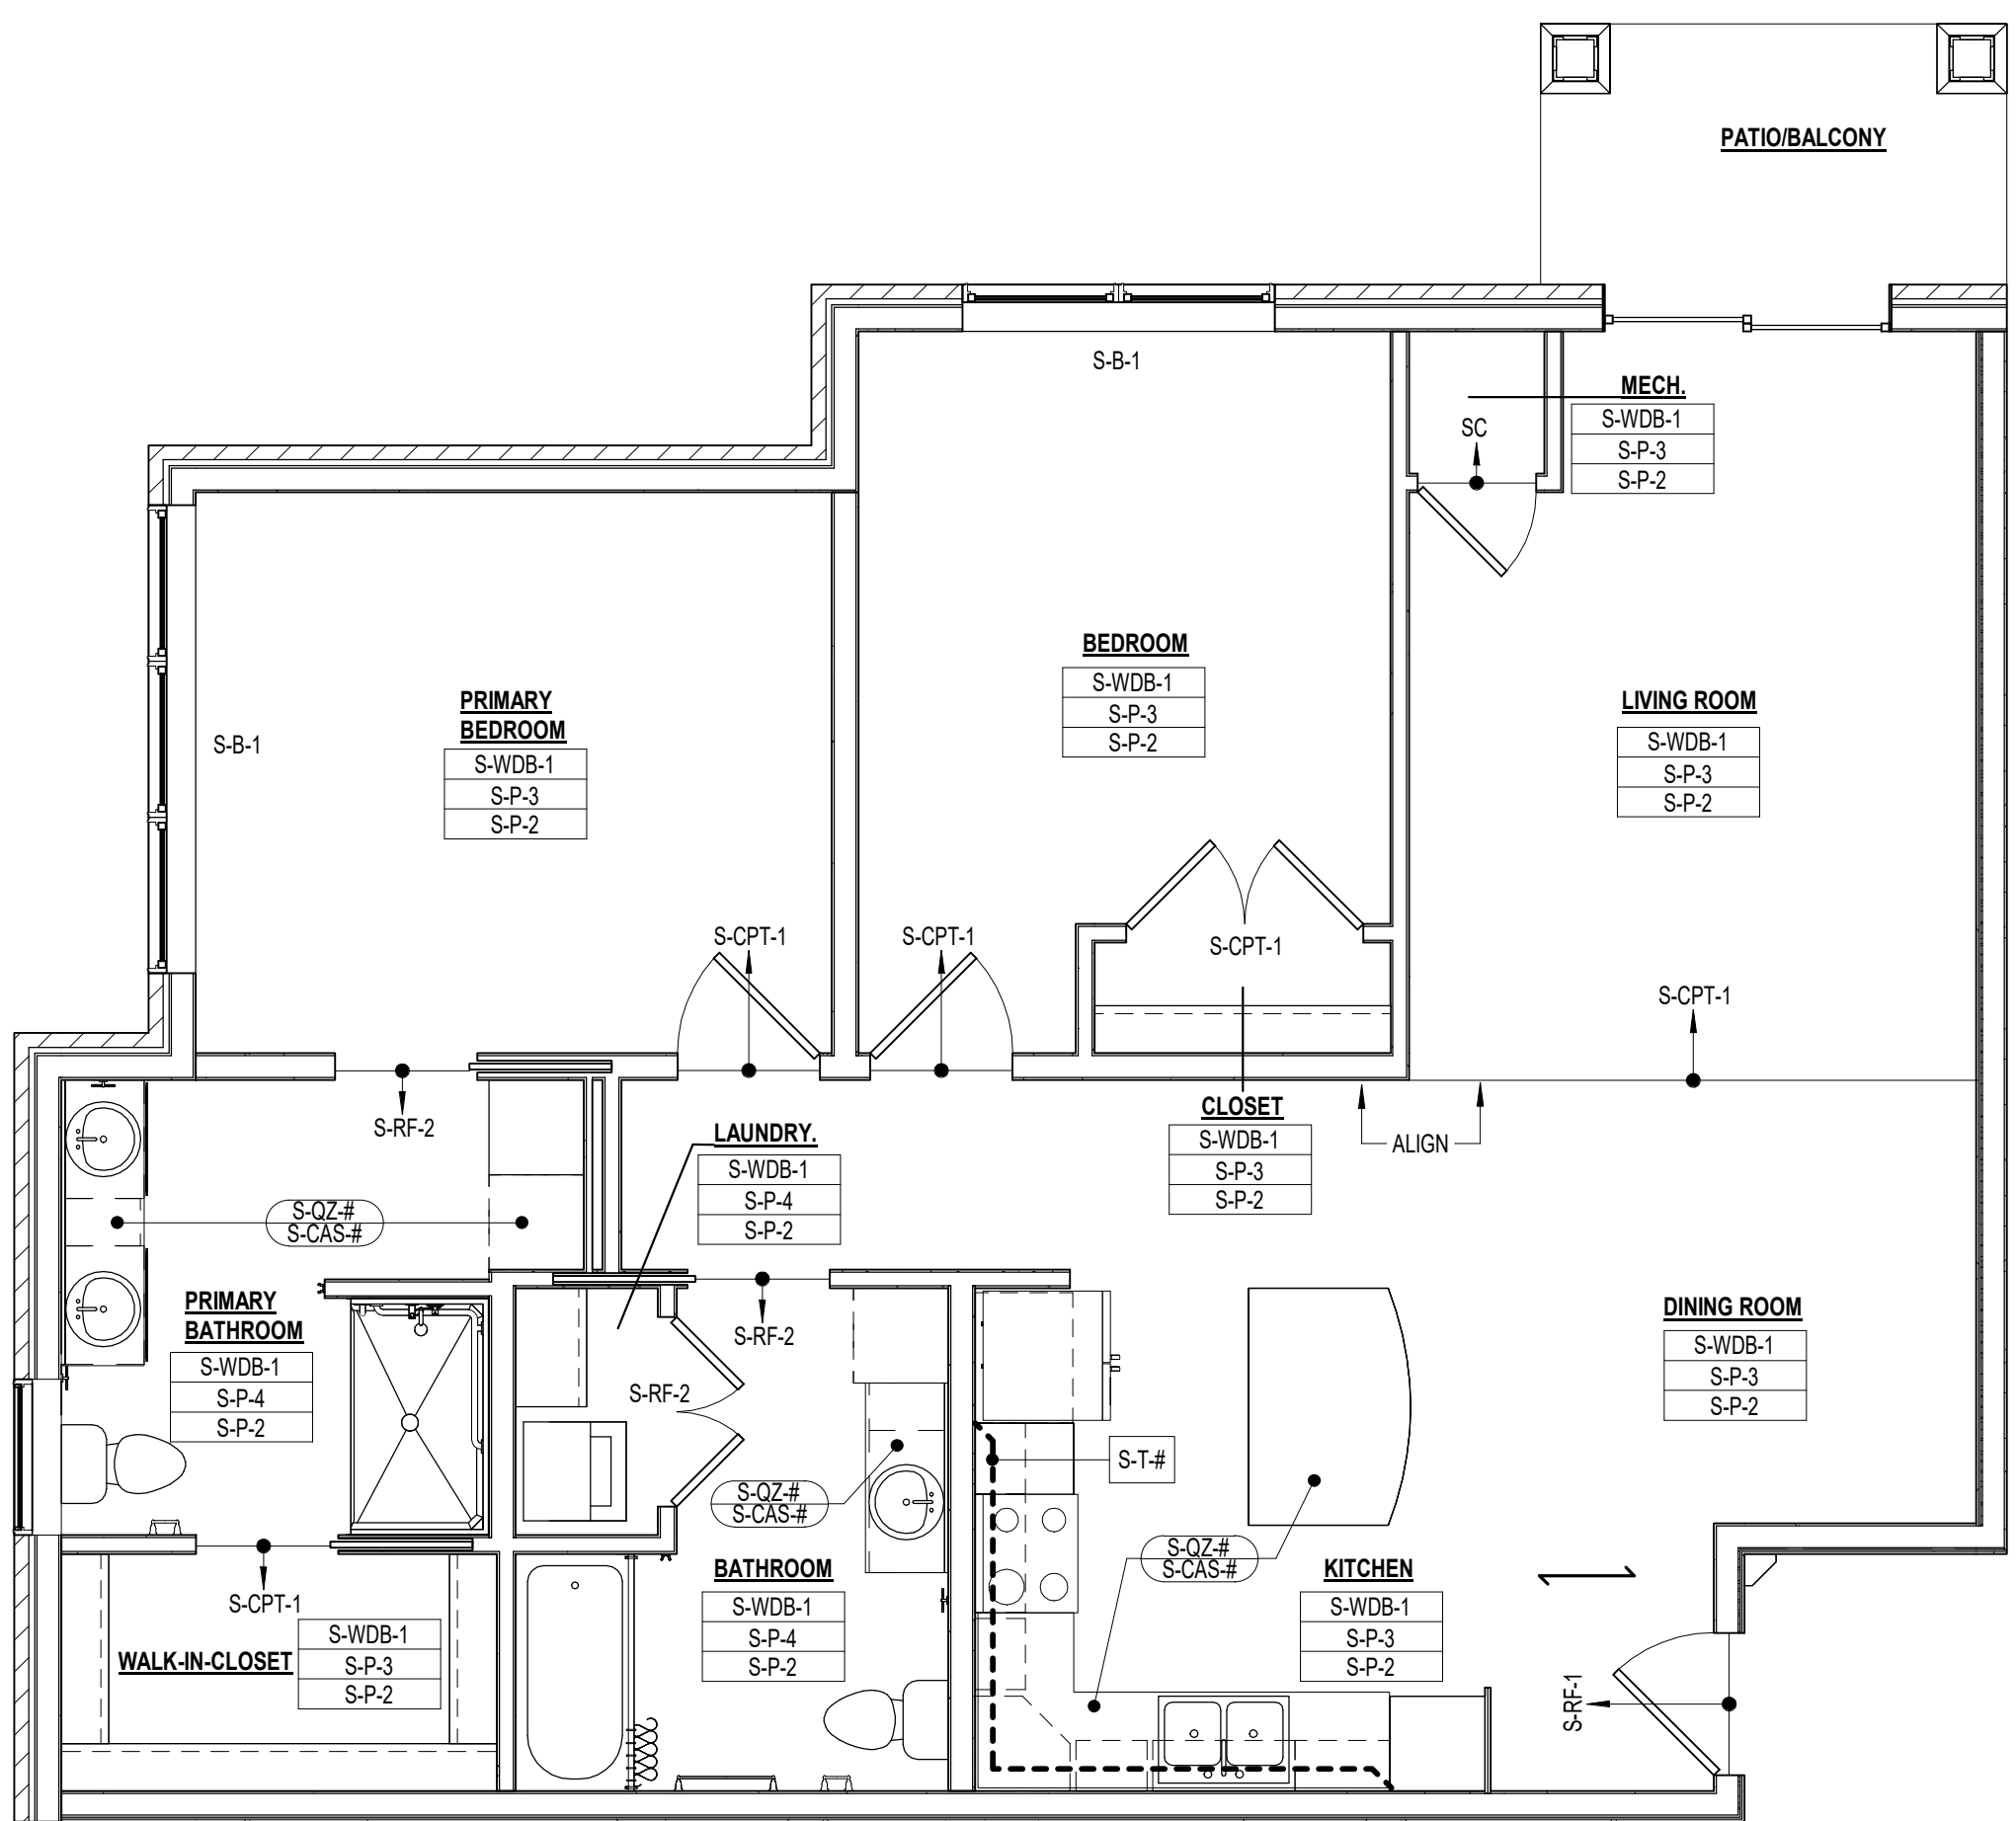 PATIO/BALCONY
S-B-1
MECH.
S-WDB-1
S-P-3
S-P-2
SC
BEDROOM
S-WDB-1
S-P-3
S-P-2
PRIMARY
BEDROOM
S-WDB-1
S-P-3
S-P-2
S-B-1
LIVING ROOM
S-WDB-1
S-P-3
S-P-2
S-CPT-1
S-CPT-1
S-CPT-1
S-CPT-1
S-RF-2
LAUNDRY.
S-WDB-1
S-P-4
S-P-2
CLOSET
S-WDB-1
S-P-3
S-P-2
ALIGN
S-QZ-#
S-CAS-#
PRIMARY
BATHROOM
S-WDB-1
S-P-4
S-P-2
S-RF-2
S-RF-2
DINING ROOM
S-WDB-1
S-P-3
S-P-2
S-T-#
S-QZ-#
S-CAS-#
S-QZ-#
S-CAS-#
BATHROOM
S-WDB-1
S-P-4
S-P-2
KITCHEN
S-WDB-1
S-P-3
S-P-2
S-CPT-1
WALK-IN-CLOSET
S-WDB-1
S-P-3
S-P-2
S-RF-1